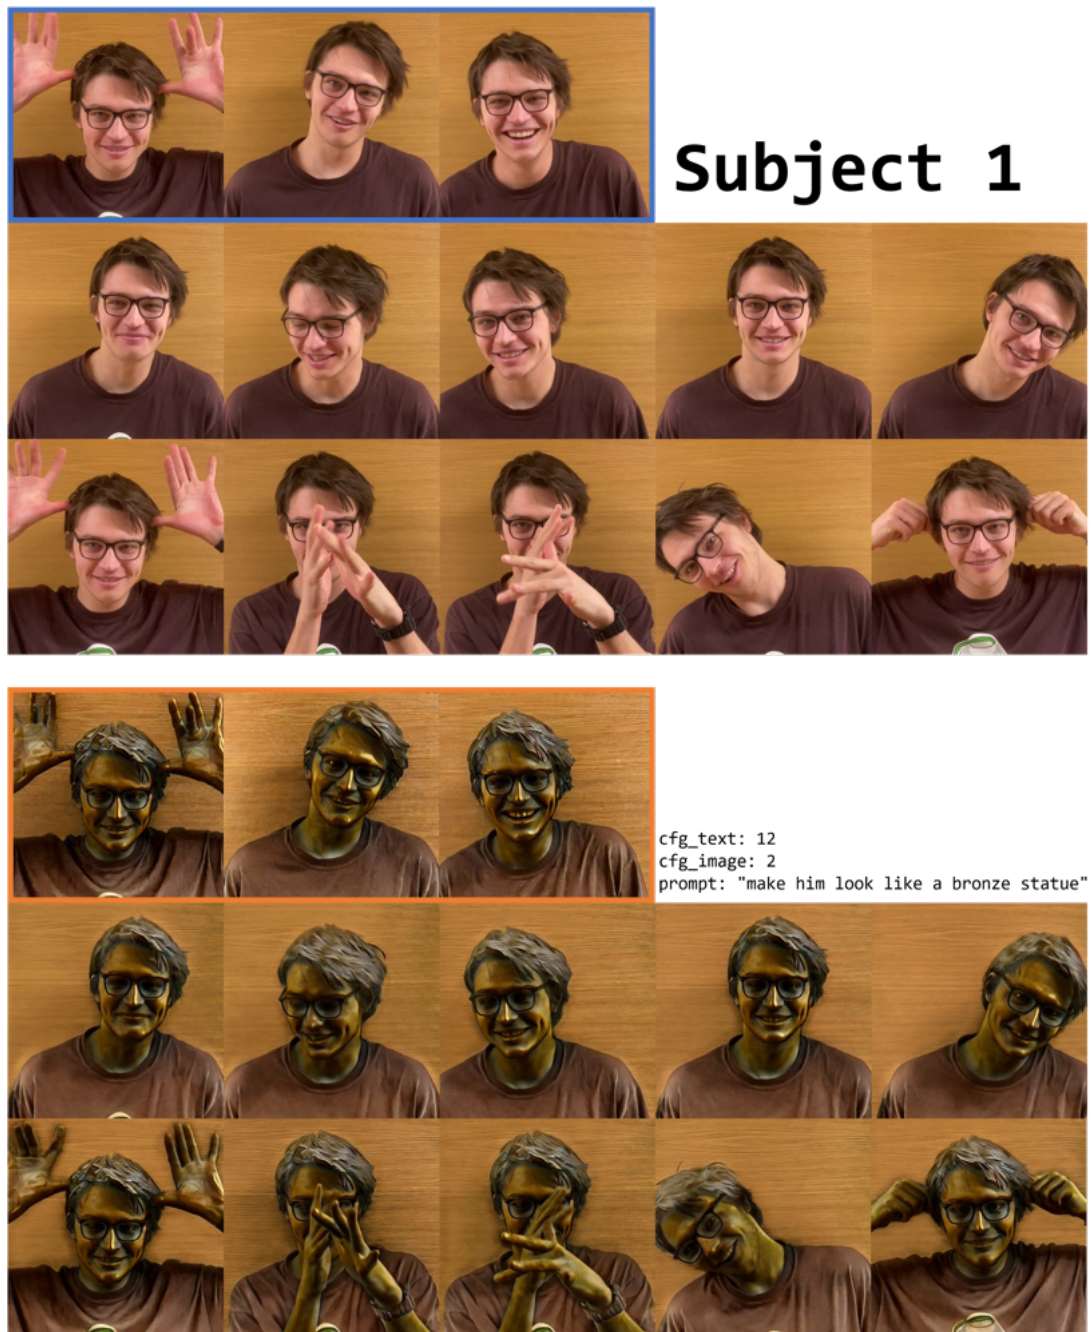 Subject 1
cfg_text: 12
cfg_image: 2
prompt: "make him look like a bronze statue"